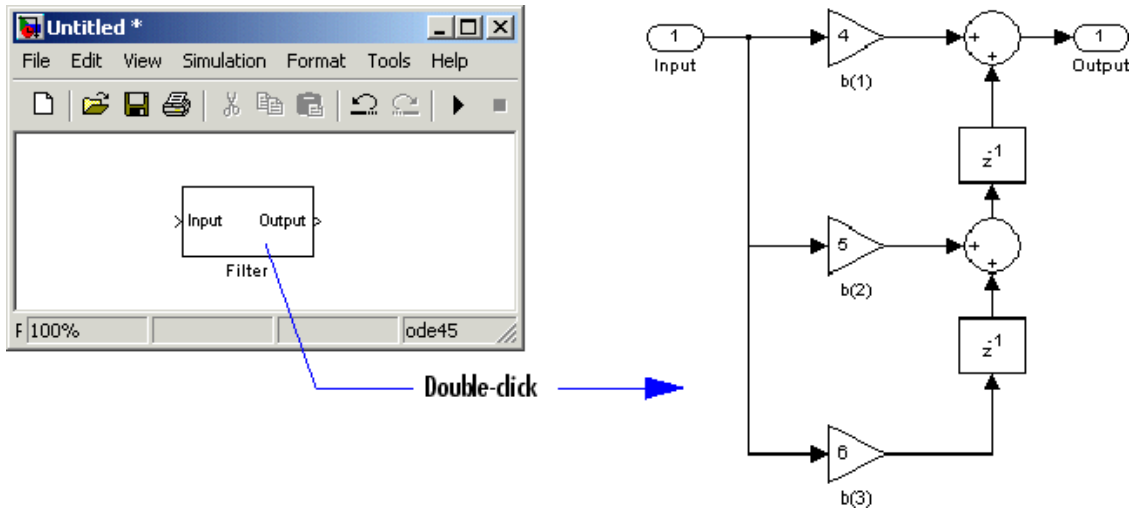 Untitled *
File Edit View Simulation Format Tools Help
Input Output
Filter
F 100% ode45
Double-click
1
Input
4
b(1)
+
+
1
Output
z-1
5
b(2)
+
+
z-1
6
b(3)